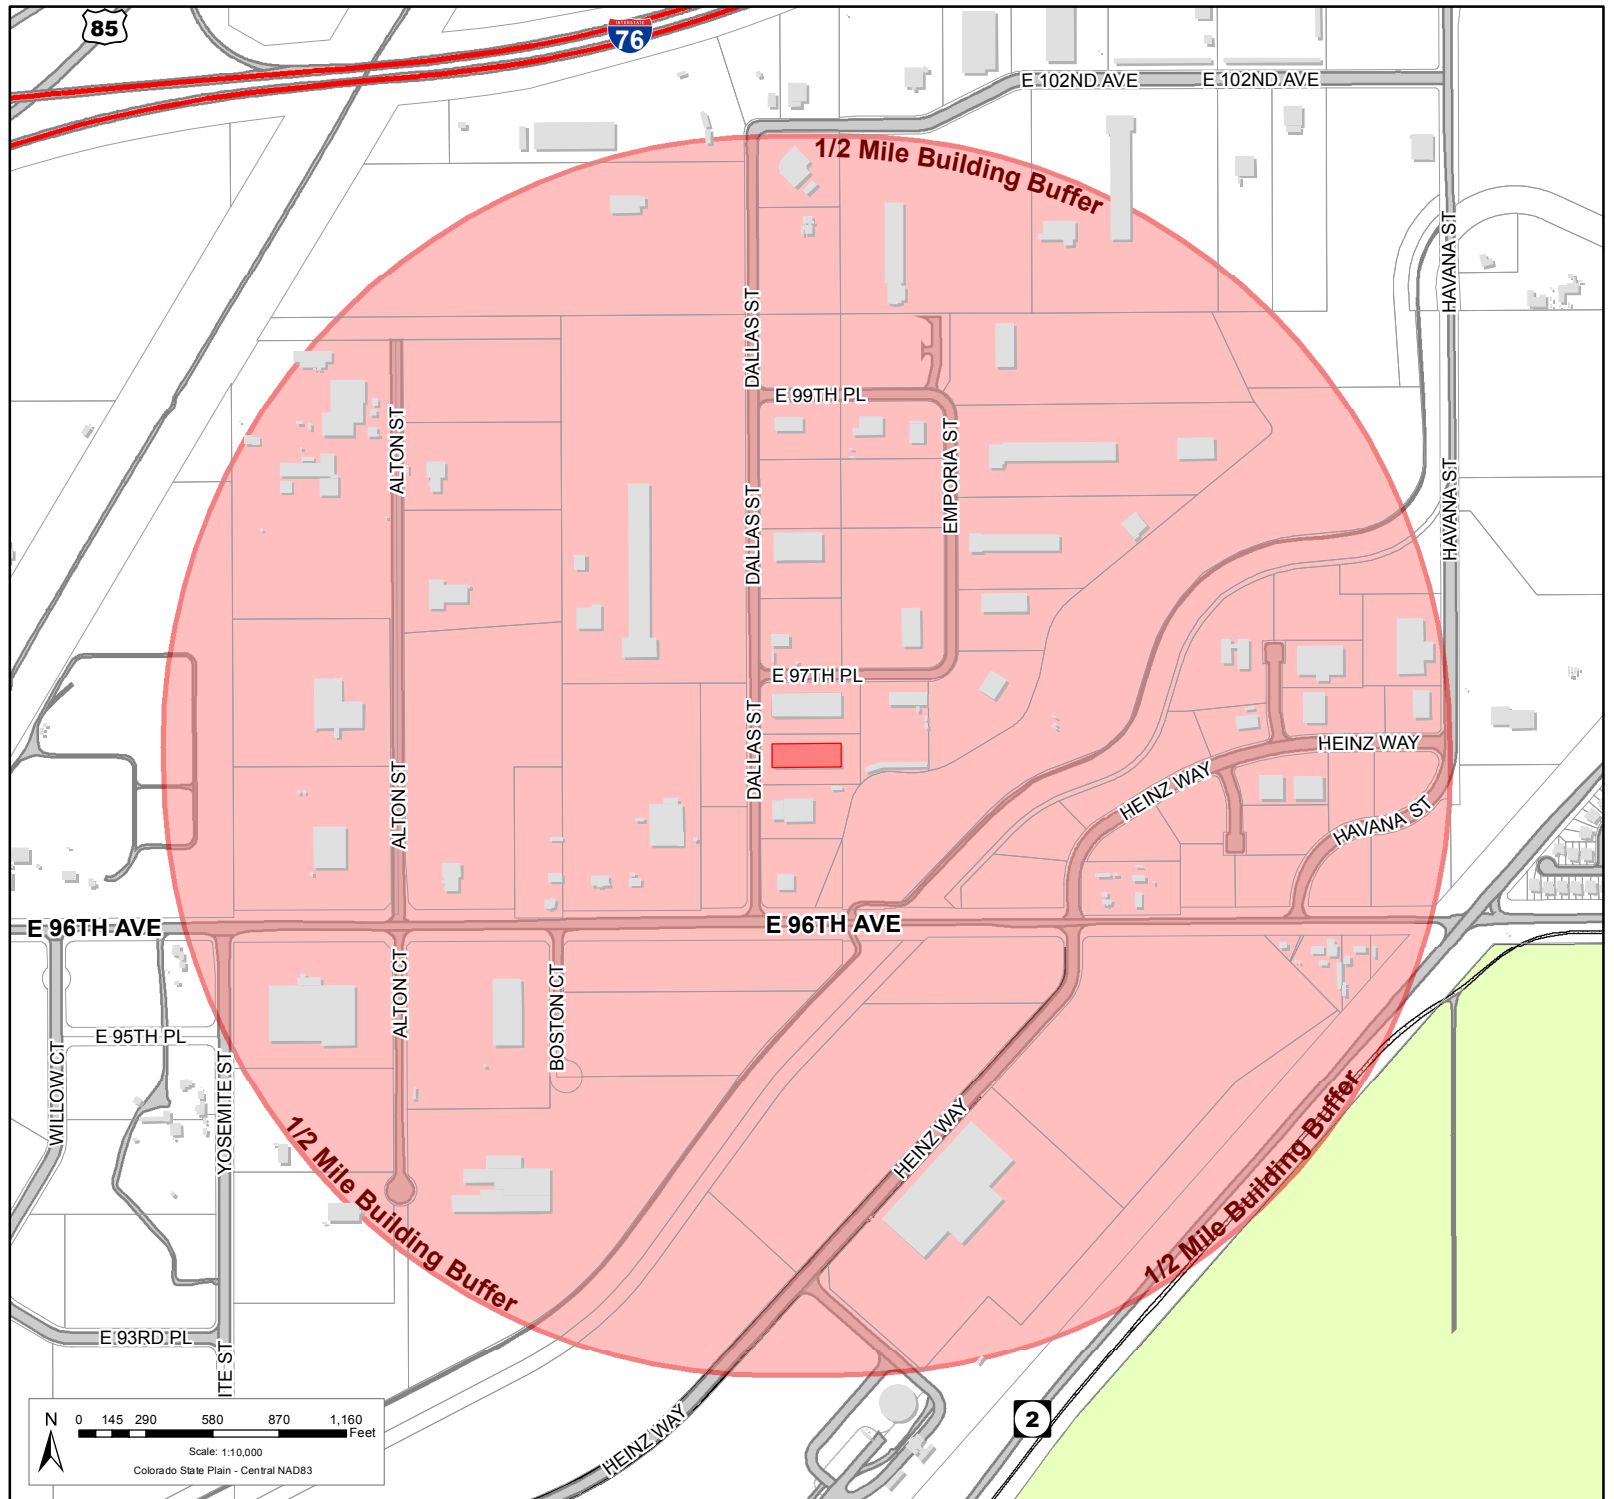 85
INTERSTATE
76
E 102ND AVE
E 102ND AVE
1/2 Mile Building Buffer
HAVANA ST
DALLAS ST
E 99TH PL
ALTON ST
EMPORIA ST
HAVANA ST
DALLAS ST
E 97TH PL
DALLAS ST
HEINZ WAY
ALTON ST
HEINZ WAY
HAVANA ST
E 96TH AVE
E 96TH AVE
ALTON CT
BOSTON CT
E 95TH PL
WILLOW CT
YOSEMITE ST
HEINZ WAY
1/2 Mile Building Buffer
1/2 Mile Building Buffer
E 93RD PL
ITE ST
HEINZ WAY
2
N
0 145 290 580 870 1,160
Feet
Scale: 1:10,000
Colorado State Plain - Central NAD83